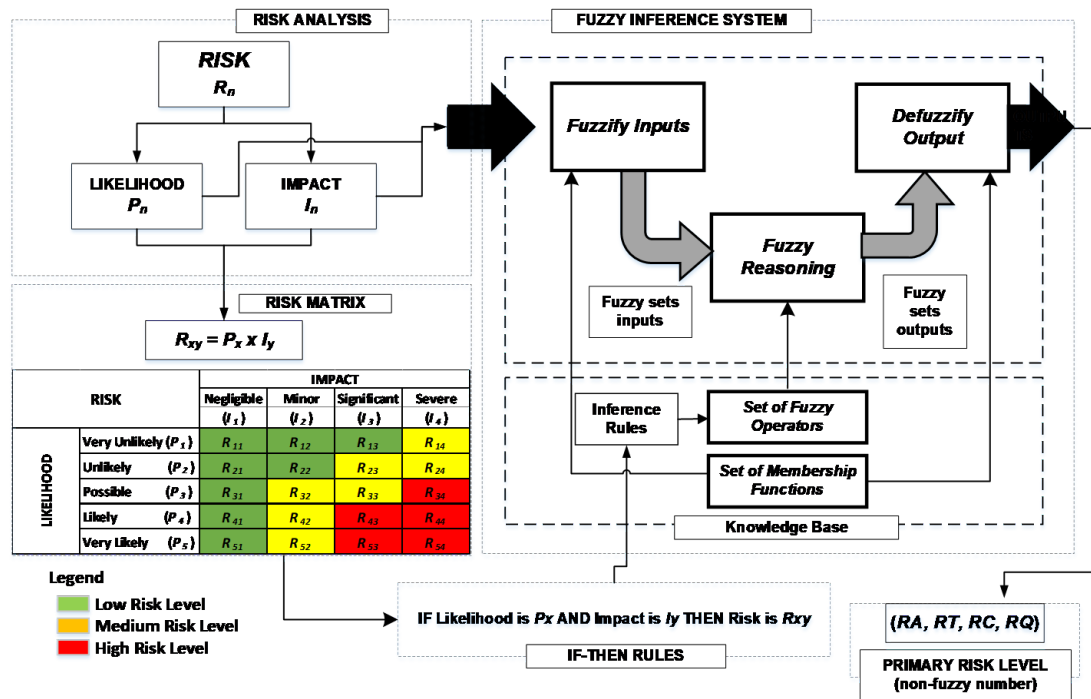 RISK ANALYSIS
RISK
Rn
LIKELIHOOD
Pn
IMPACT
In
RISK MATRIX
Rxy = Px x Iy
RISK
IMPACT
Negligible Minor Significant Severe
(I1) (I2) (I3) (I4)
LIKELIHOOD
Very Unlikely (P1) R11 R12 R13 R14
Unlikely (P2) R21 R22 R23 R24
Possible (P3) R31 R32 R33 R34
Likely (P4) R41 R42 R43 R44
Very Likely (P5) R51 R52 R53 R54
Legend
Low Risk Level
Medium Risk Level
High Risk Level
FUZZY INFERENCE SYSTEM
Fuzzify Inputs
Defuzzify
Output
Fuzzy
Reasoning
Fuzzy sets
inputs
Fuzzy
sets
outputs
Inference
Rules
Set of Fuzzy
Operators
Set of Membership
Functions
Knowledge Base
IF Likelihood is Px AND Impact is Iy THEN Risk is Rxy
IF-THEN RULES
(RA, RT, RC, RQ)
PRIMARY RISK LEVEL
(non-fuzzy number)